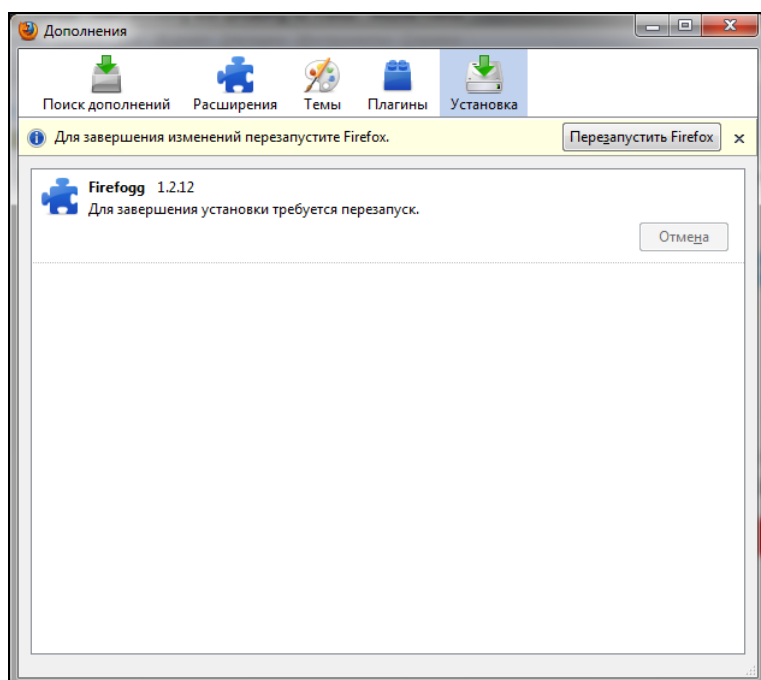 Дополнения
Поиск дополнений Расширения Темы Плагины Установка
Для завершения изменений перезапустите Firefox. Перезапустить Firefox
Firefogg 1.2.12
Для завершения установки требуется перезапуск.
Отмена